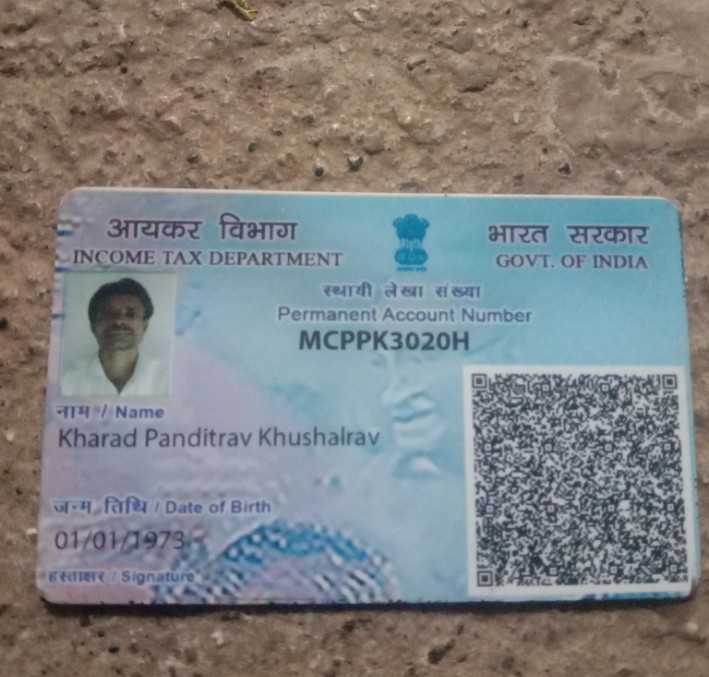 आयकर विभाग
INCOME TAX DEPARTMENT
भारत सरकार
GOVT. OF INDIA
स्थायी लेखा संख्या
Permanent Account Number
MCPPK3020H
नाम / Name
Kharad Panditrav Khushalrav
जन्म तिथि / Date of Birth
01/01/1973
हस्ताक्षर / Signature